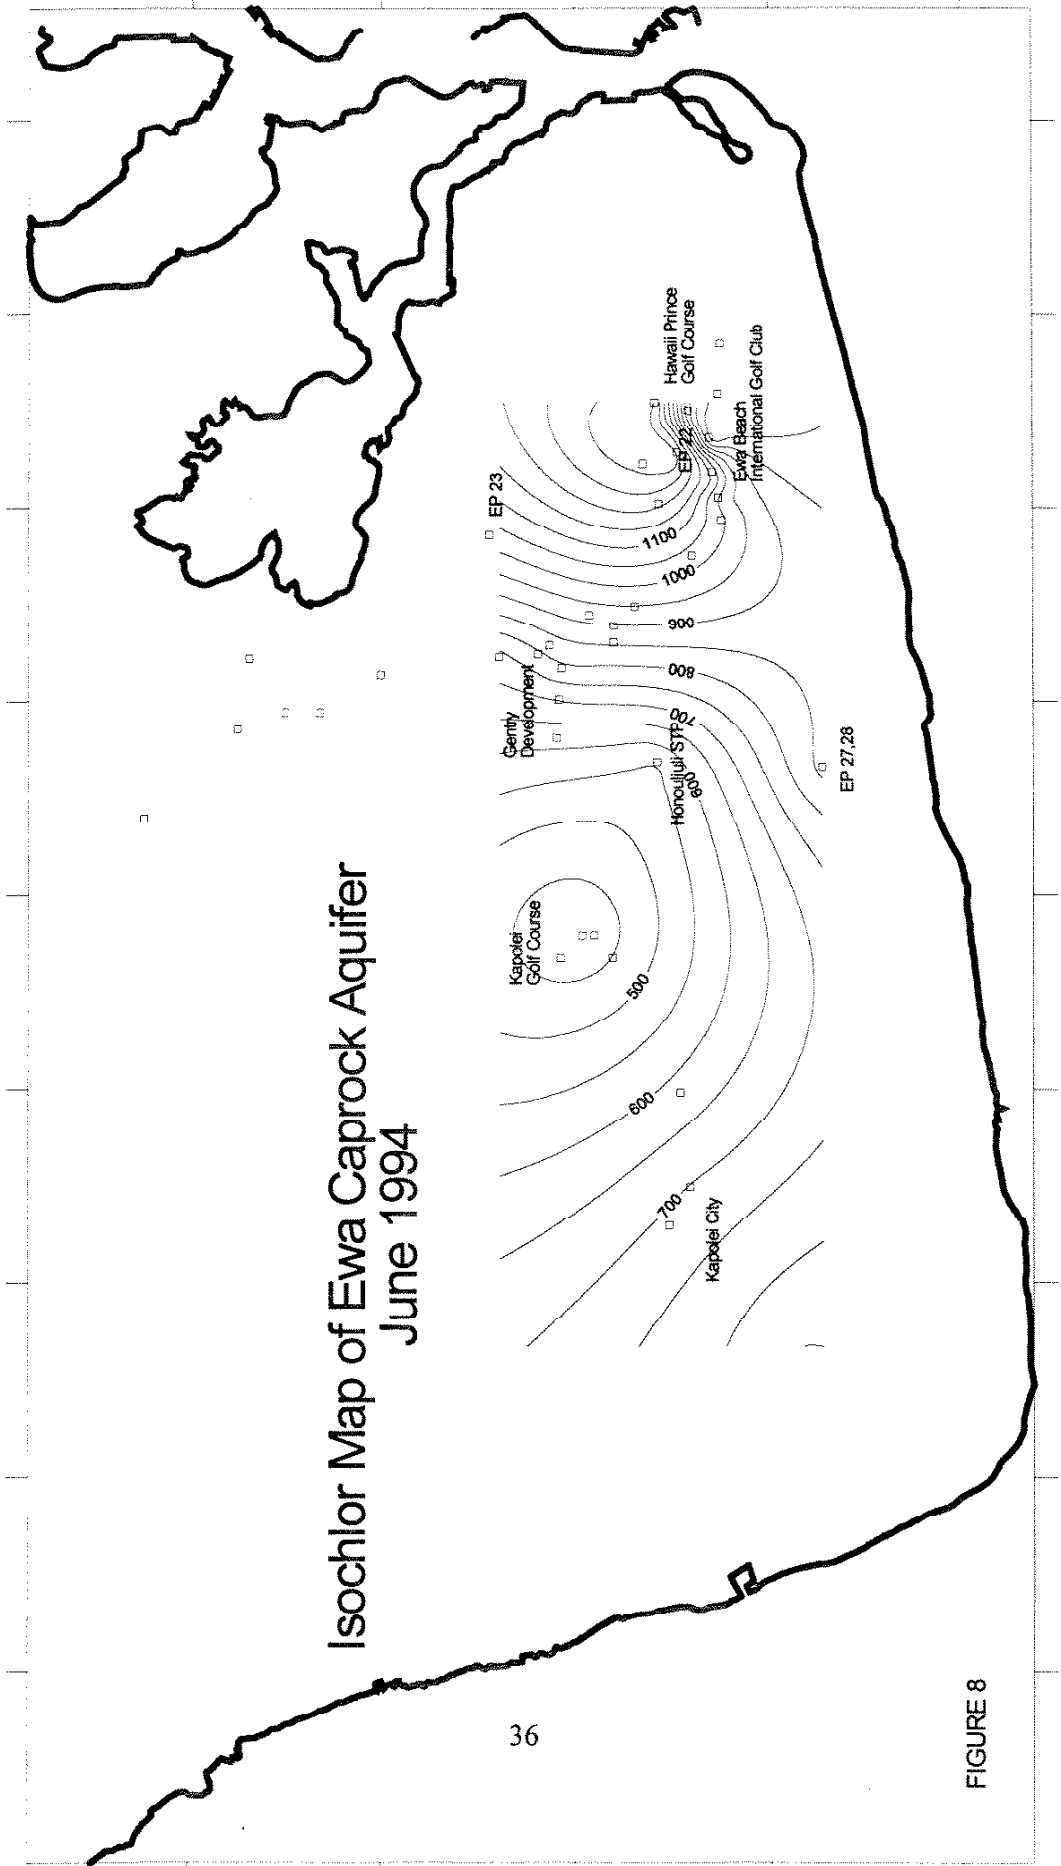 Isochlor Map of Ewa Caprock Aquifer
June 1994
Kapolei
Golf Course
Gentry
Development
EP 23
Hawaii Prince
Golf Course
EP 22
Ewa Beach
International Golf Club
Honouliuli STP
EP 27,28
Kapolei City
500
600
700
600
700
800
900
1000
1100
FIGURE 8
36